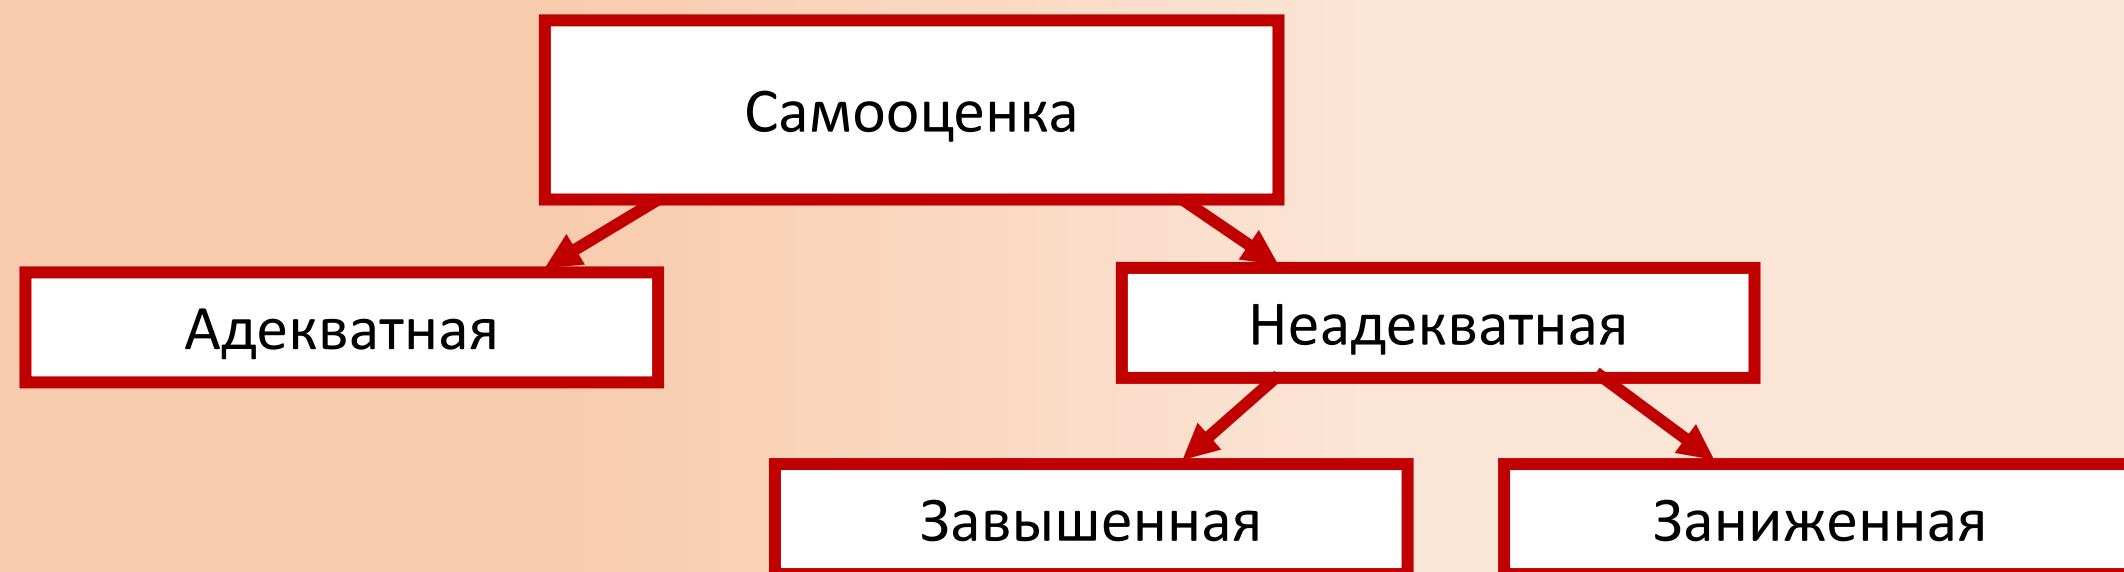 Самооценка
Адекватная
Неадекватная
Завышенная
Заниженная